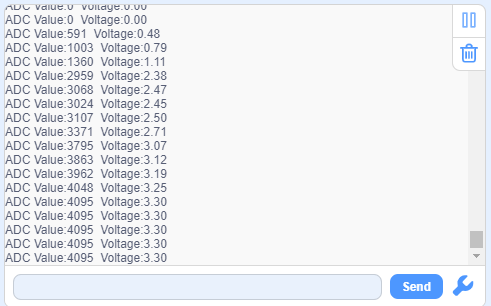 ADC Value:0  Voltage:0.00
ADC Value:0  Voltage:0.00
ADC Value:591  Voltage:0.48
ADC Value:1003  Voltage:0.79
ADC Value:1360  Voltage:1.11
ADC Value:2959  Voltage:2.38
ADC Value:3068  Voltage:2.47
ADC Value:3024  Voltage:2.45
ADC Value:3107  Voltage:2.50
ADC Value:3371  Voltage:2.71
ADC Value:3795  Voltage:3.07
ADC Value:3863  Voltage:3.12
ADC Value:3962  Voltage:3.19
ADC Value:4048  Voltage:3.25
ADC Value:4095  Voltage:3.30
ADC Value:4095  Voltage:3.30
ADC Value:4095  Voltage:3.30
ADC Value:4095  Voltage:3.30
ADC Value:4095  Voltage:3.30
Send